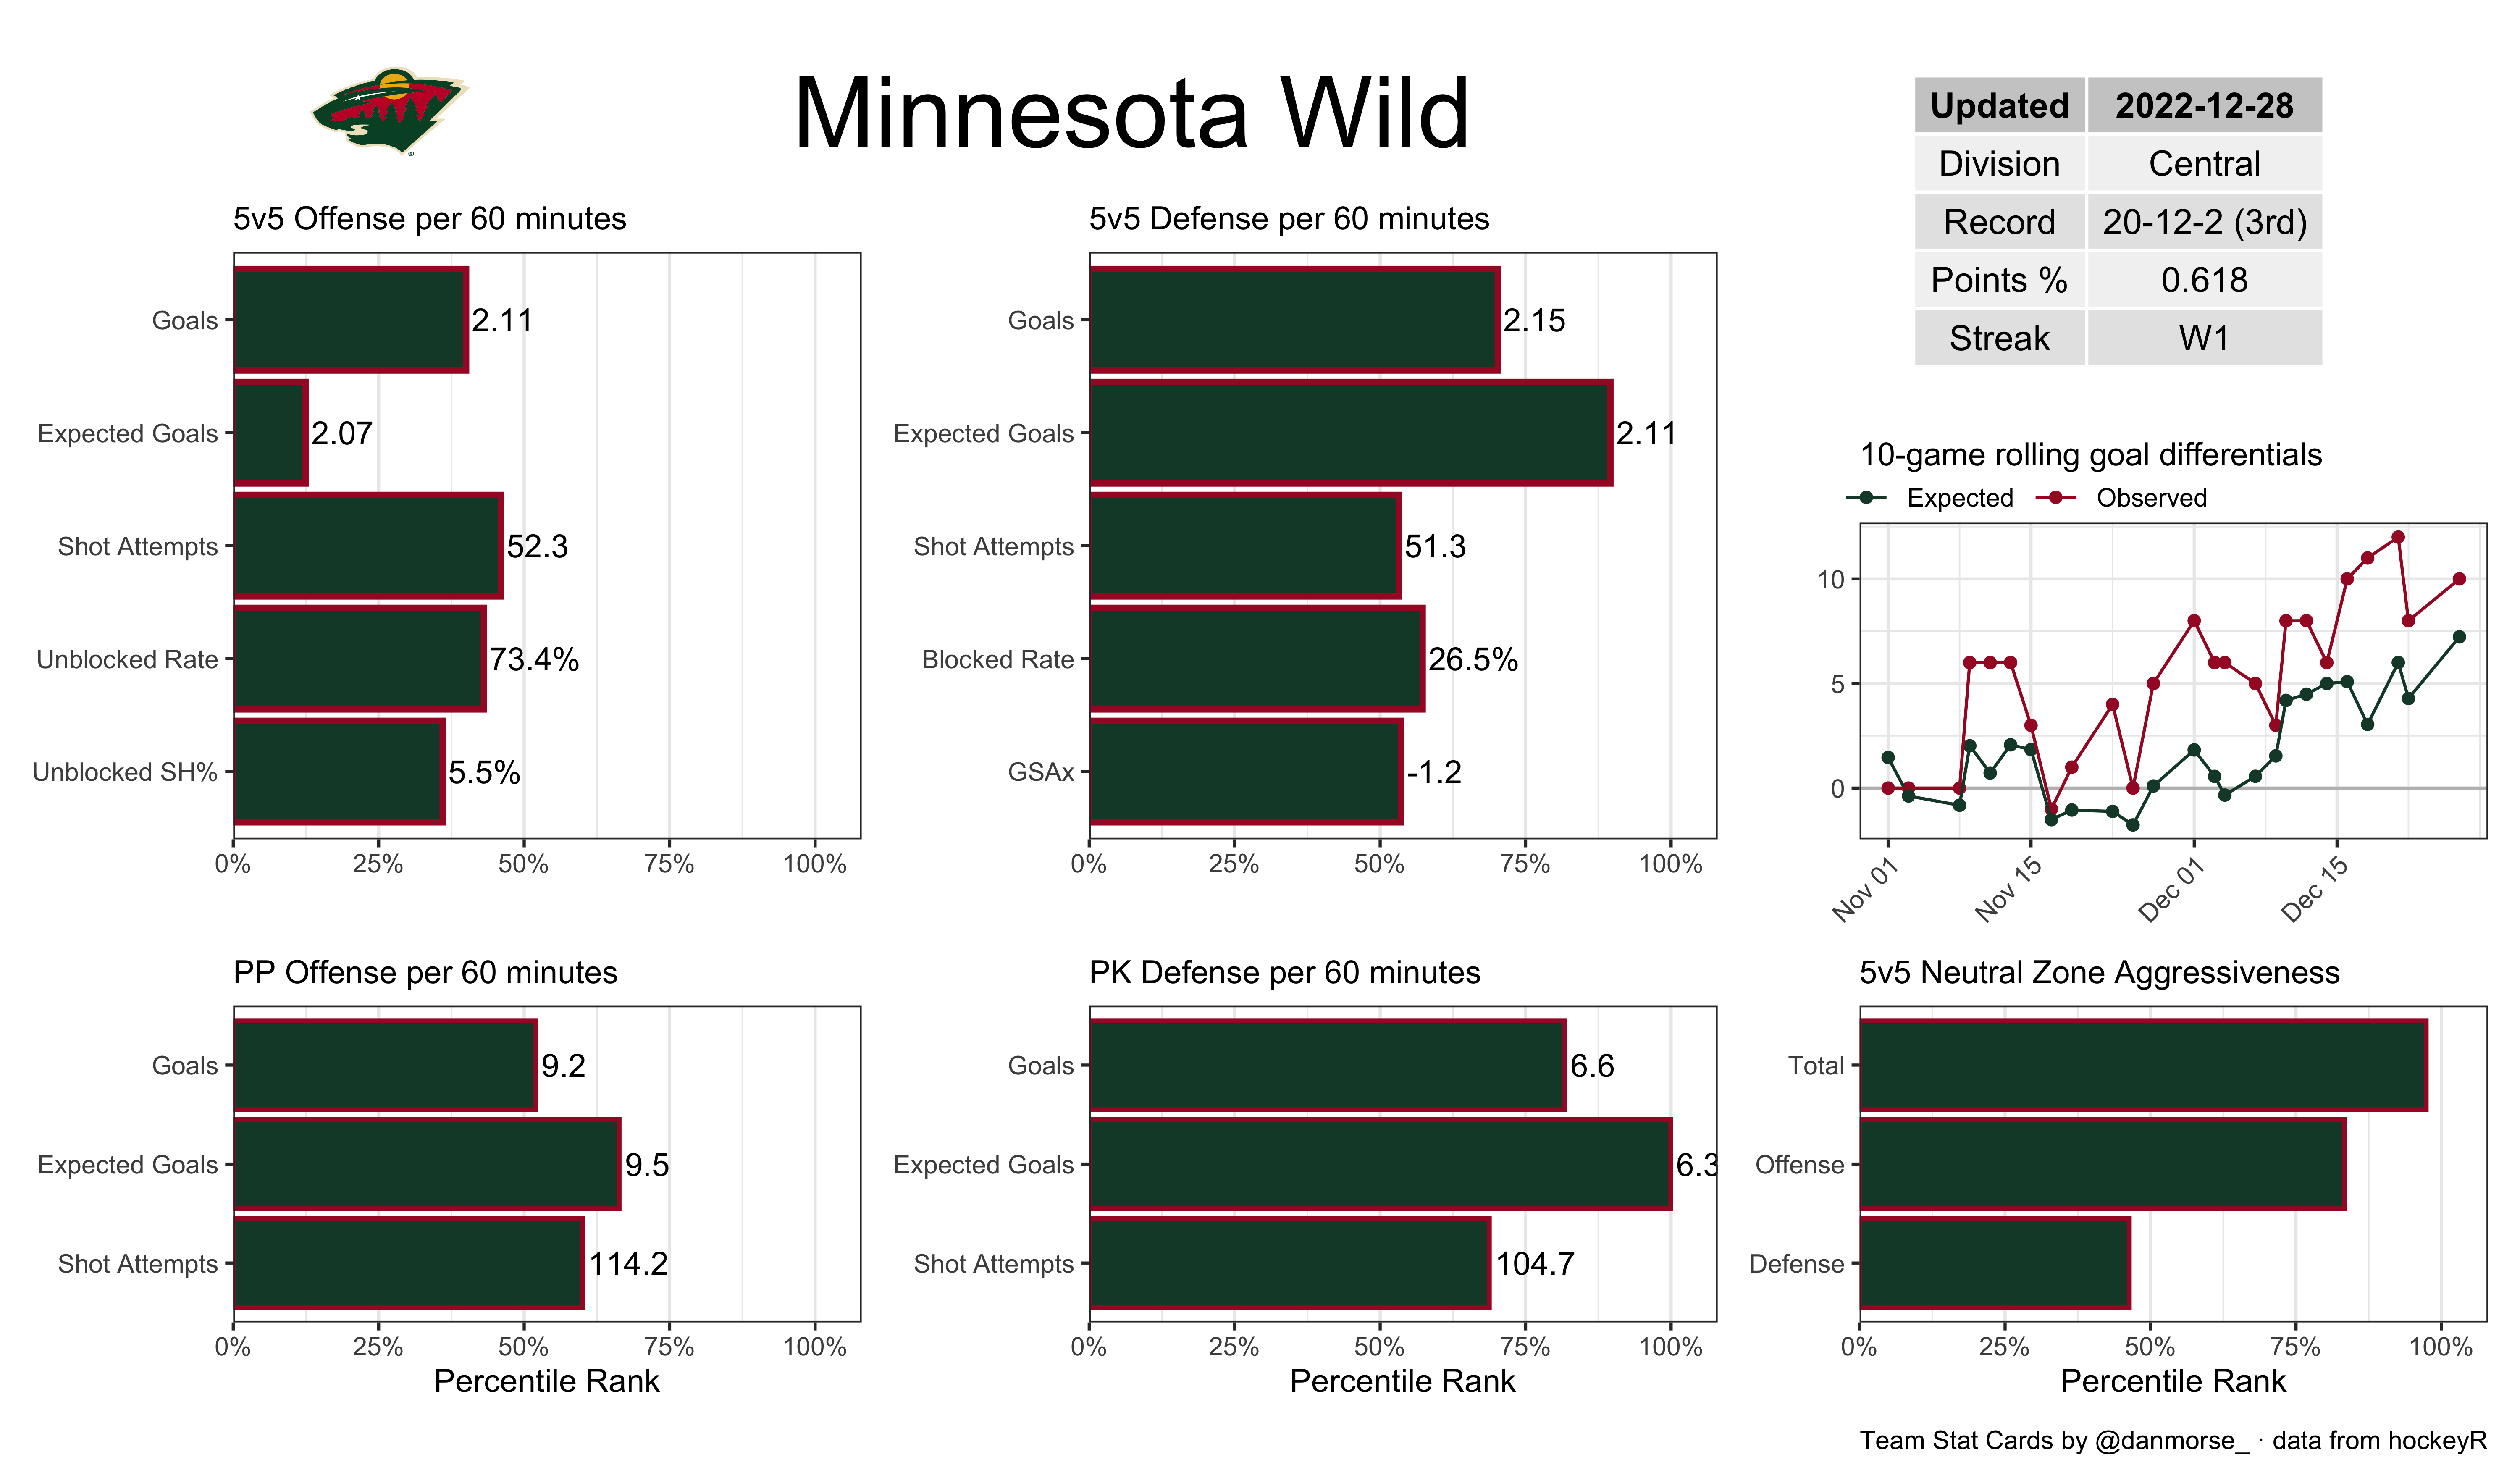 Minnesota Wild
Updated 2022-12-28
Division Central
Record 20-12-2 (3rd)
Points % 0.618
Streak W1
5v5 Offense per 60 minutes
Goals 2.11
Expected Goals 2.07
Shot Attempts 52.3
Unblocked Rate 73.4%
Unblocked SH% 5.5%
0% 25% 50% 75% 100%
5v5 Defense per 60 minutes
Goals 2.15
Expected Goals 2.11
Shot Attempts 51.3
Blocked Rate 26.5%
GSAx -1.2
0% 25% 50% 75% 100%
10-game rolling goal differentials
Expected Observed
10
5
0
Nov 01 Nov 15 Dec 01 Dec 15
PP Offense per 60 minutes
Goals 9.2
Expected Goals 9.5
Shot Attempts 114.2
0% 25% 50% 75% 100%
Percentile Rank
PK Defense per 60 minutes
Goals 6.6
Expected Goals 6.3
Shot Attempts 104.7
0% 25% 50% 75% 100%
Percentile Rank
5v5 Neutral Zone Aggressiveness
Total
Offense
Defense
0% 25% 50% 75% 100%
Percentile Rank
Team Stat Cards by @danmorse_ · data from hockeyR